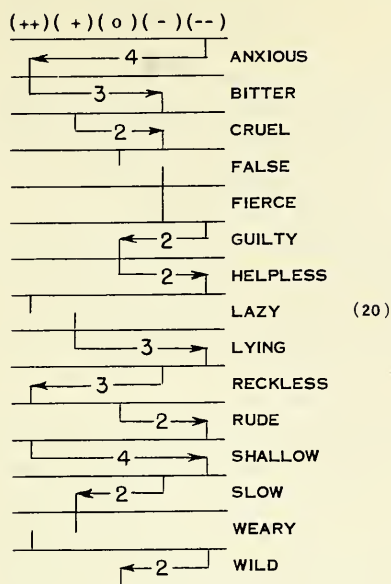 (++)(+)(o)(-)(--)
4 ANXIOUS
3 BITTER
2 CRUEL
FALSE
FIERCE
2 GUILTY
2 HELPLESS
LAZY (20)
3 LYING
3 RECKLESS
2 RUDE
4 SHALLOW
2 SLOW
WEARY
2 WILD